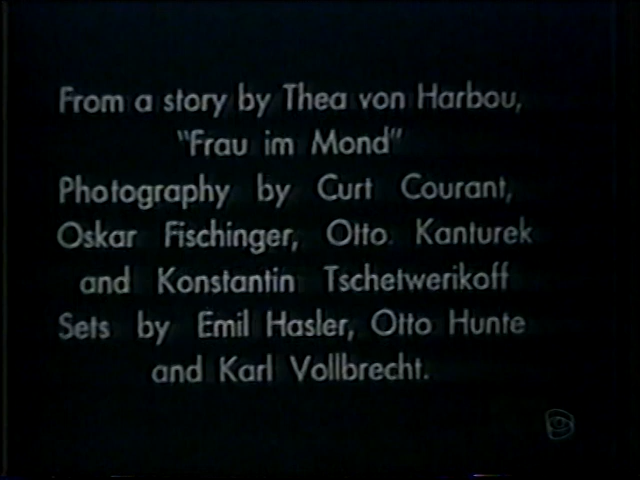 From a story by Thea von Harbou,
"Frau im Mond"
Photography by Curt Courant,
Oskar Fischinger, Otto Kanturek
and Konstantin Tschetwerikoff
Sets by Emil Hasler, Otto Hunte
and Karl Vollbrecht.